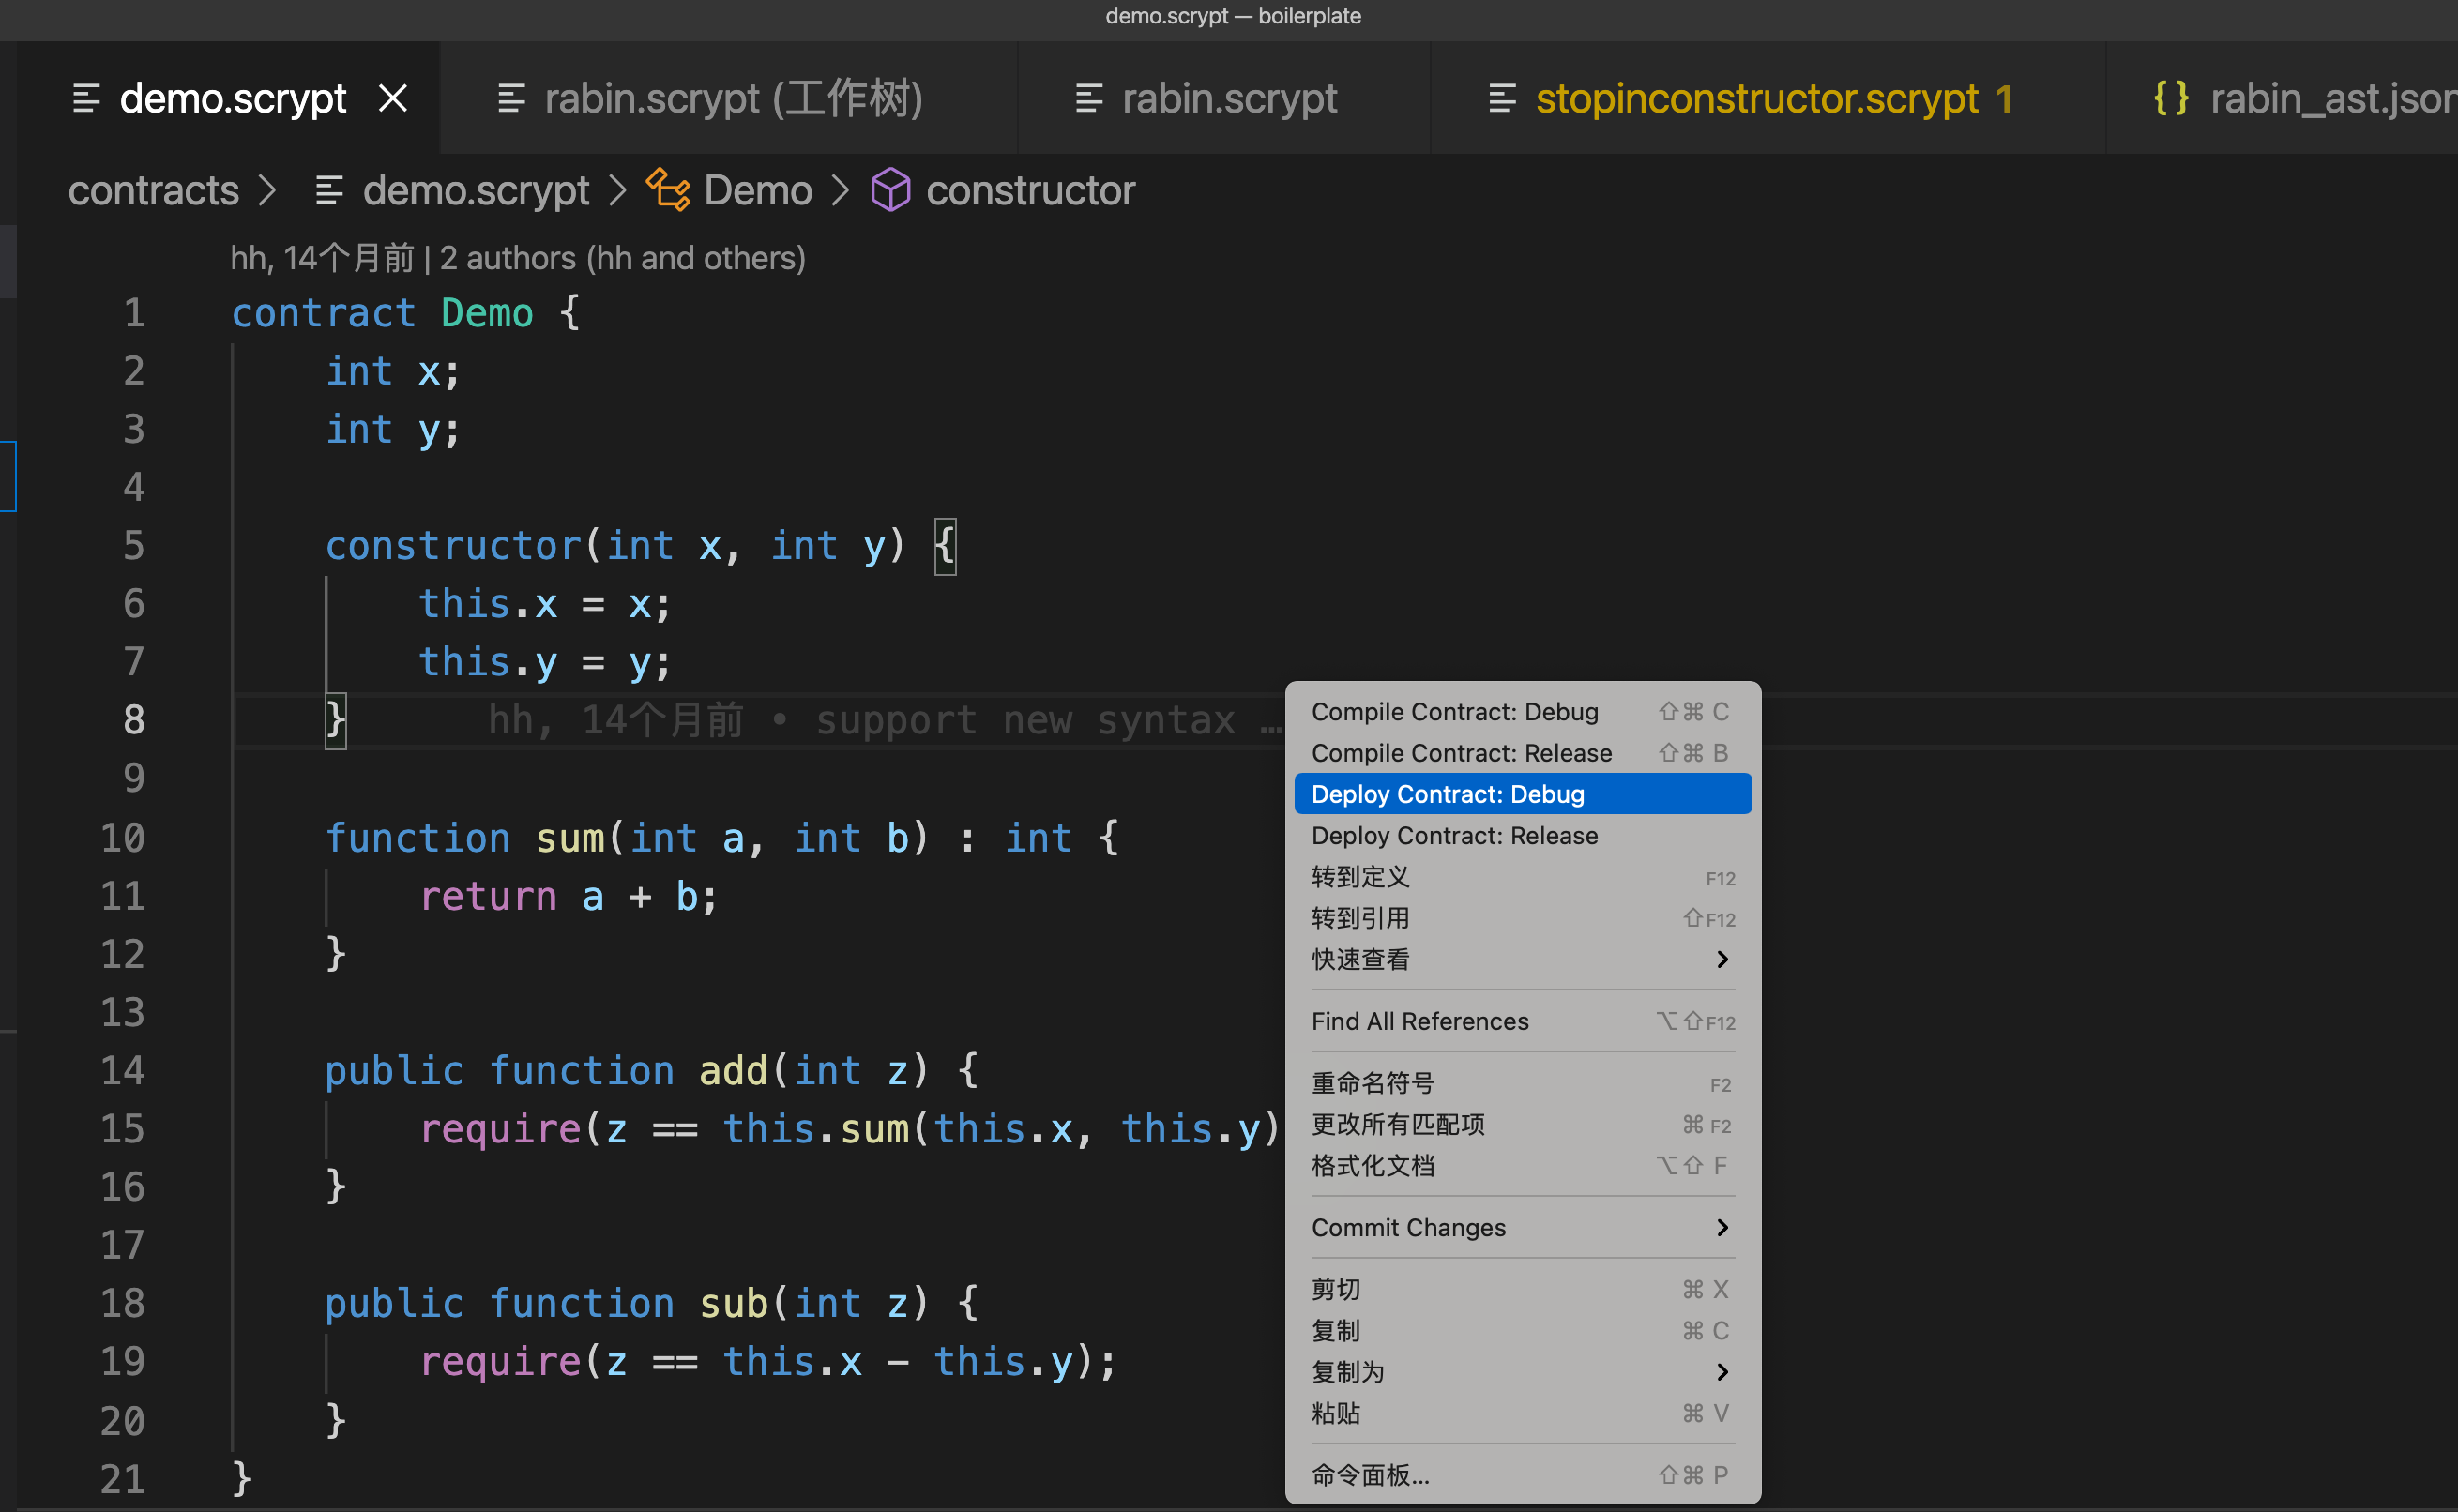 demo.scrypt — boilerplate
demo.scrypt
rabin.scrypt (工作树)
rabin.scrypt
stopinconstructor.scrypt 1
{ } rabin_ast.json
contracts > demo.scrypt > Demo > constructor
hh, 14个月前 | 2 authors (hh and others)
1 contract Demo {
2 int x;
3 int y;
4
5 constructor(int x, int y) {
6 this.x = x;
7 this.y = y;
8 } hh, 14个月前 • support new syntax …
9
10 function sum(int a, int b) : int {
11 return a + b;
12 }
13
14 public function add(int z) {
15 require(z == this.sum(this.x, this.y)
16 }
17
18 public function sub(int z) {
19 require(z == this.x - this.y);
20 }
21 }
Compile Contract: Debug ⇧⌘ C
Compile Contract: Release ⇧⌘ B
Deploy Contract: Debug
Deploy Contract: Release
转到定义 F12
转到引用 ⇧F12
快速查看
Find All References ⌥⇧F12
重命名符号 F2
更改所有匹配项 ⌘ F2
格式化文档 ⌥⇧ F
Commit Changes
剪切 ⌘ X
复制 ⌘ C
复制为
粘贴 ⌘ V
命令面板... ⇧⌘ P